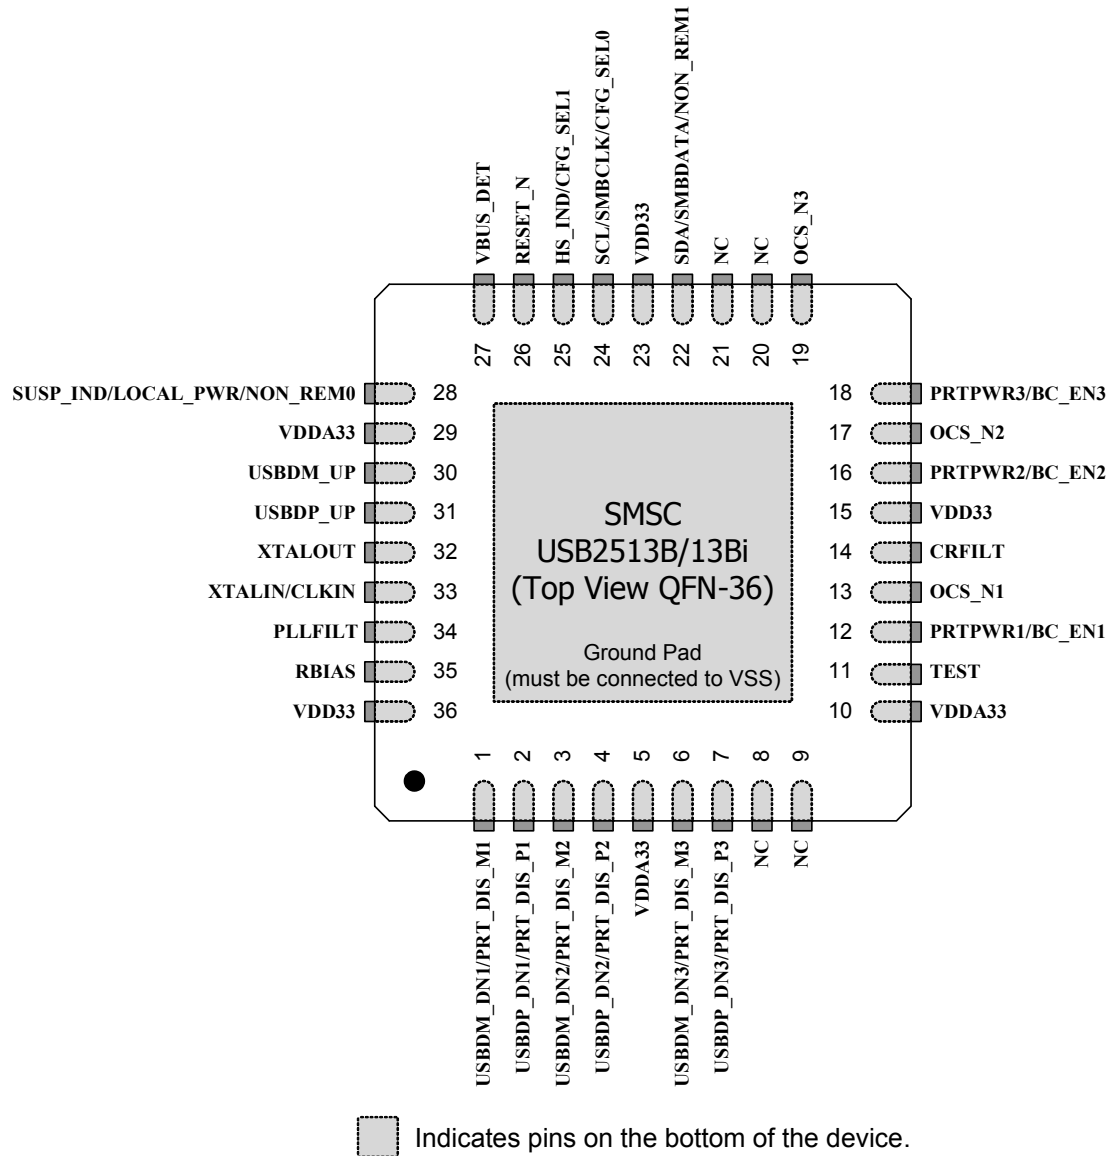 VBUS_DET
RESET_N
HS_IND/CFG_SEL1
SCL/SMBCLK/CFG_SEL0
VDD33
SDA/SMBDATA/NON_REM1
NC
NC
OCS_N3
27
26
25
24
23
22
21
20
19
SUSP_IND/LOCAL_PWR/NON_REM0 28
VDDA33 29
USBDM_UP 30
USBDP_UP 31
XTALOUT 32
XTALIN/CLKIN 33
PLLFILT 34
RBIAS 35
VDD33 36
SMSC
USB2513B/13Bi
(Top View QFN-36)
Ground Pad
(must be connected to VSS)
18 PRTPWR3/BC_EN3
17 OCS_N2
16 PRTPWR2/BC_EN2
15 VDD33
14 CRFILT
13 OCS_N1
12 PRTPWR1/BC_EN1
11 TEST
10 VDDA33
1
2
3
4
5
6
7
8
9
USBDM_DN1/PRT_DIS_M1
USBDP_DN1/PRT_DIS_P1
USBDM_DN2/PRT_DIS_M2
USBDP_DN2/PRT_DIS_P2
VDDA33
USBDM_DN3/PRT_DIS_M3
USBDP_DN3/PRT_DIS_P3
NC
NC
Indicates pins on the bottom of the device.